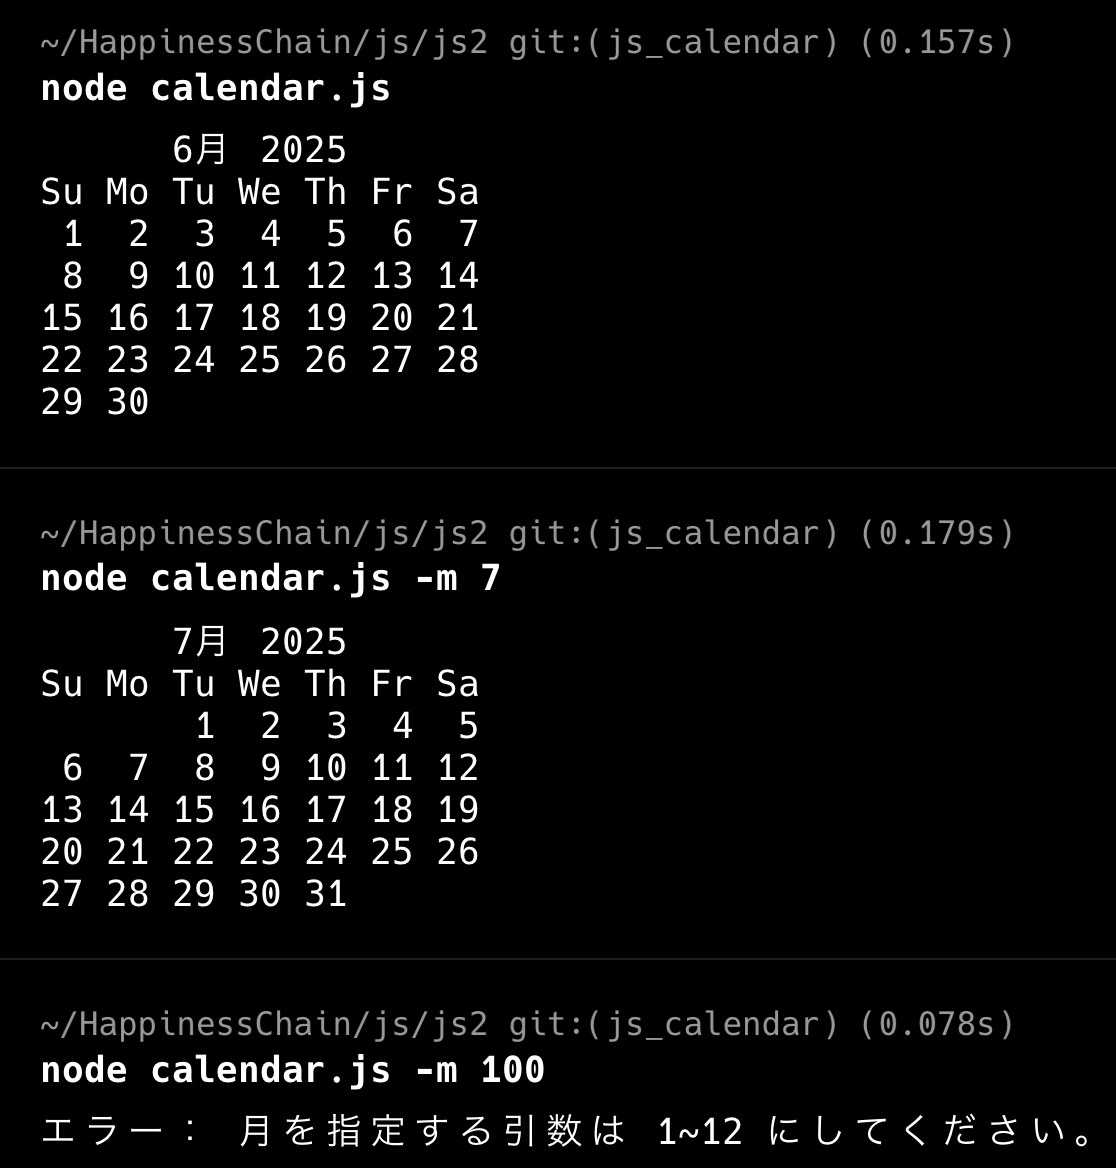 ~/HappinessChain/js/js2 git:(js_calendar) (0.157s)
node calendar.js
      6月 2025
Su Mo Tu We Th Fr Sa
 1  2  3  4  5  6  7
 8  9 10 11 12 13 14
15 16 17 18 19 20 21
22 23 24 25 26 27 28
29 30
~/HappinessChain/js/js2 git:(js_calendar) (0.179s)
node calendar.js -m 7
      7月 2025
Su Mo Tu We Th Fr Sa
       1  2  3  4  5
 6  7  8  9 10 11 12
13 14 15 16 17 18 19
20 21 22 23 24 25 26
27 28 29 30 31
~/HappinessChain/js/js2 git:(js_calendar) (0.078s)
node calendar.js -m 100
エラー： 月を指定する引数は 1~12 にしてください。